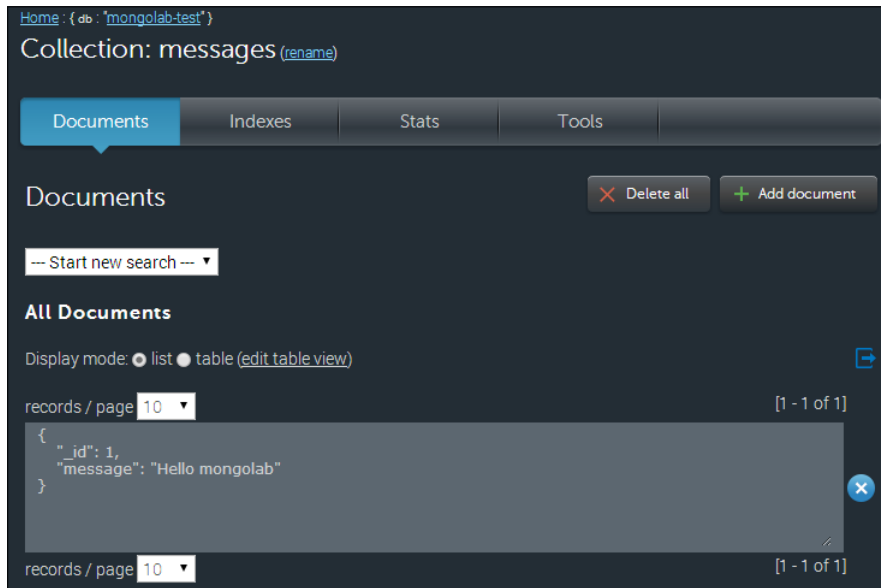 Home : { db : "mongolab-test" }
Collection: messages (rename)
Documents Indexes Stats Tools
Documents
Delete all
Add document
--- Start new search ---
All Documents
Display mode: list table (edit table view)
records / page 10 [1 - 1 of 1]
{
"_id": 1,
"message": "Hello mongolab"
}
records / page 10 [1 - 1 of 1]